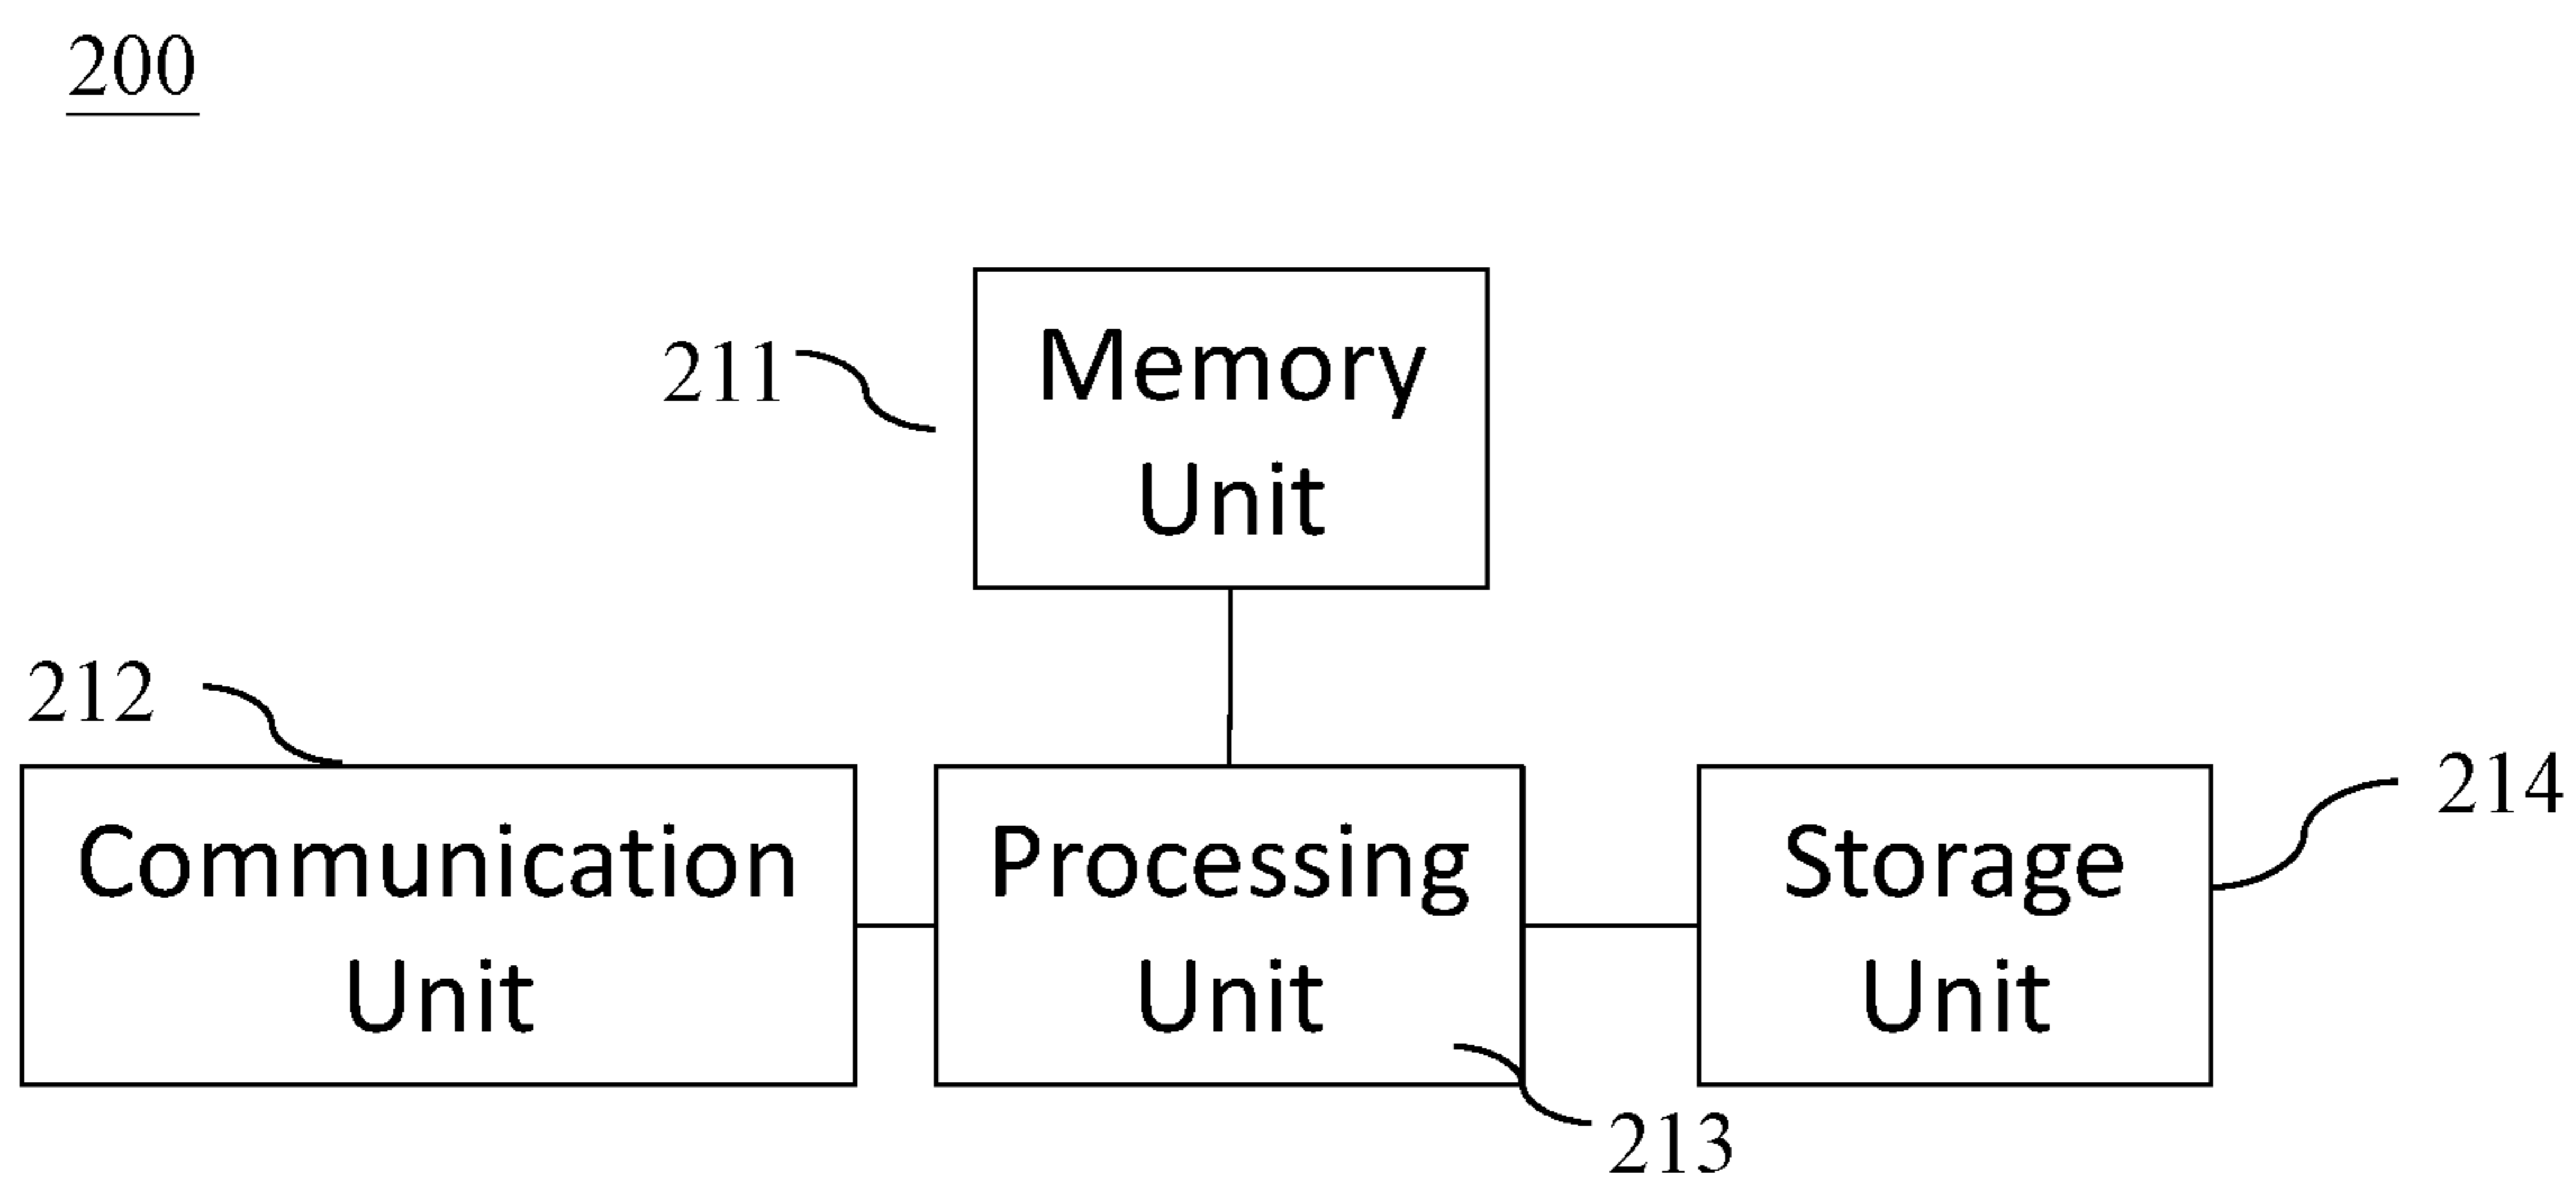 200
211
Memory
Unit
212
214
Communication
Unit
Processing
Unit
Storage
Unit
213